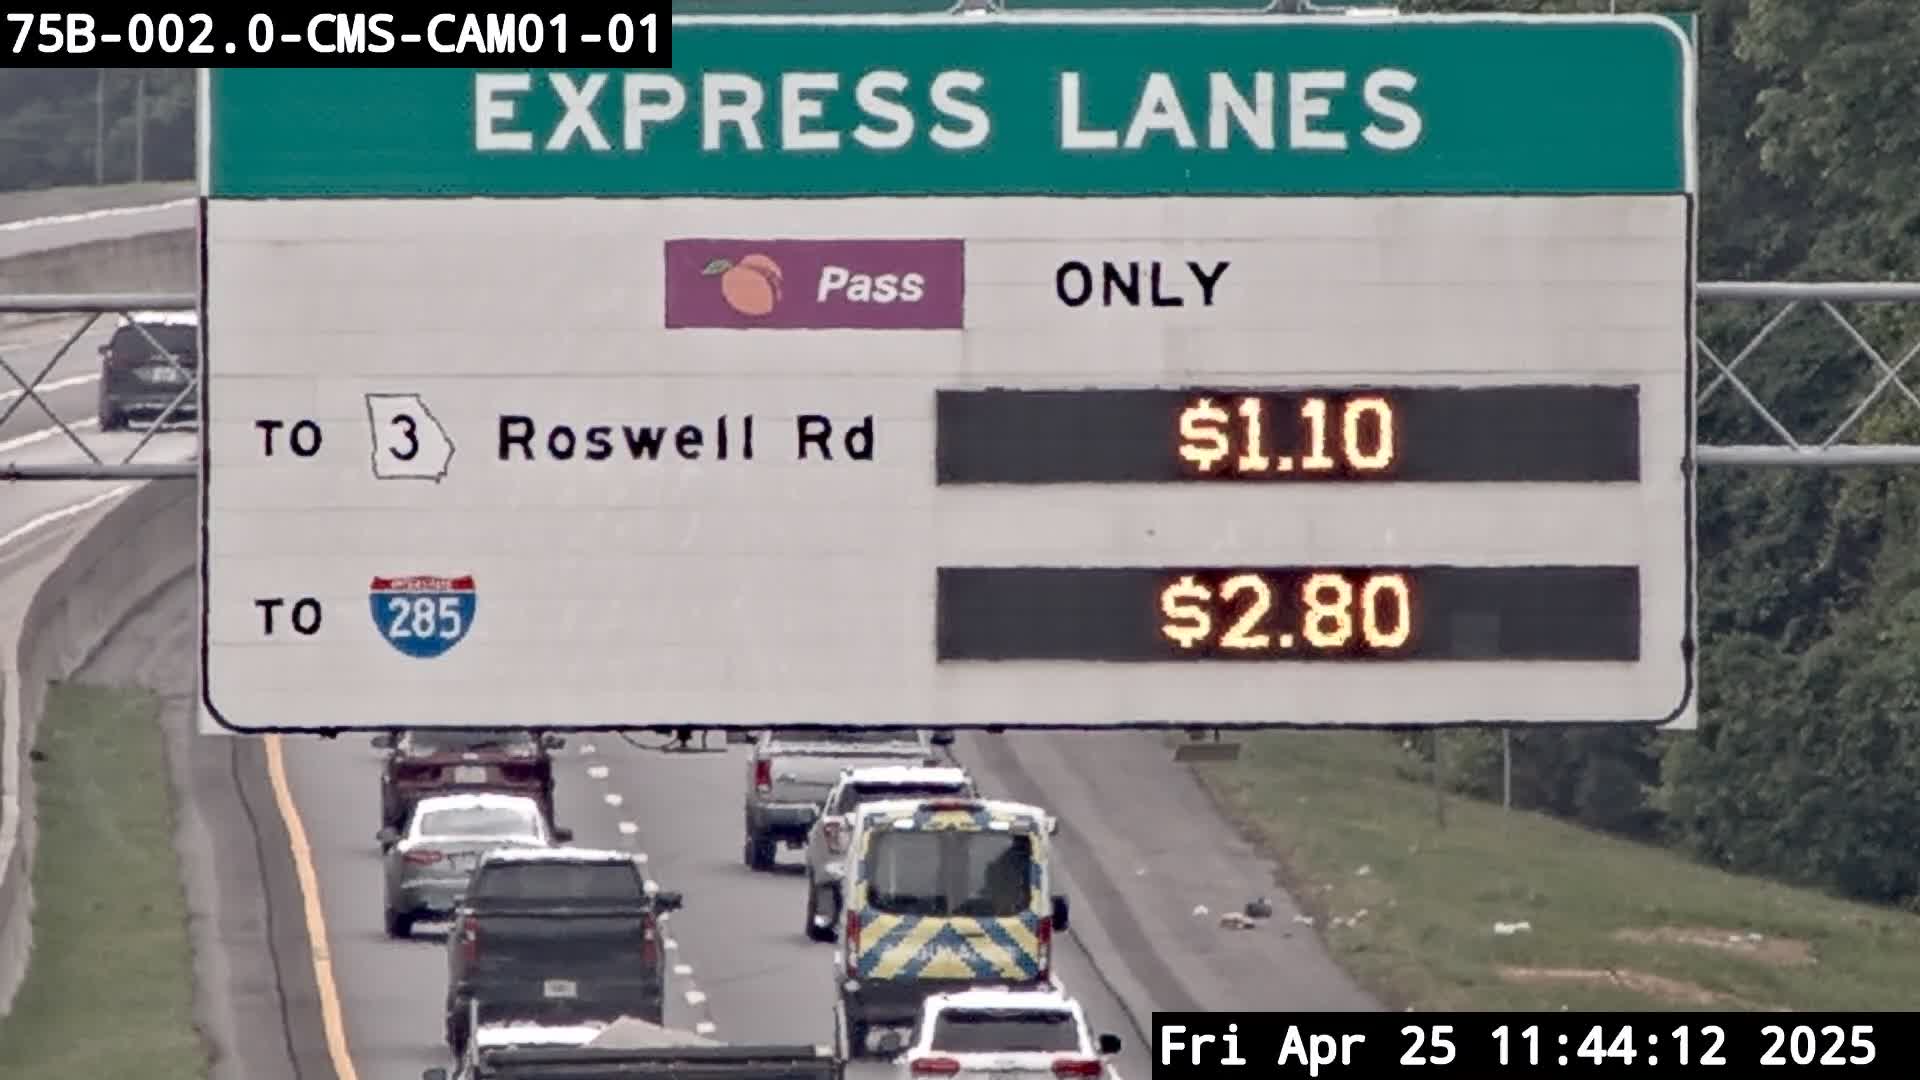 75B-002.0-CMS-CAM01-01
EXPRESS LANES
Pass ONLY
TO 3 Roswell Rd $1.10
TO INTERSTATE 285 $2.80
Fri Apr 25 11:44:12 2025